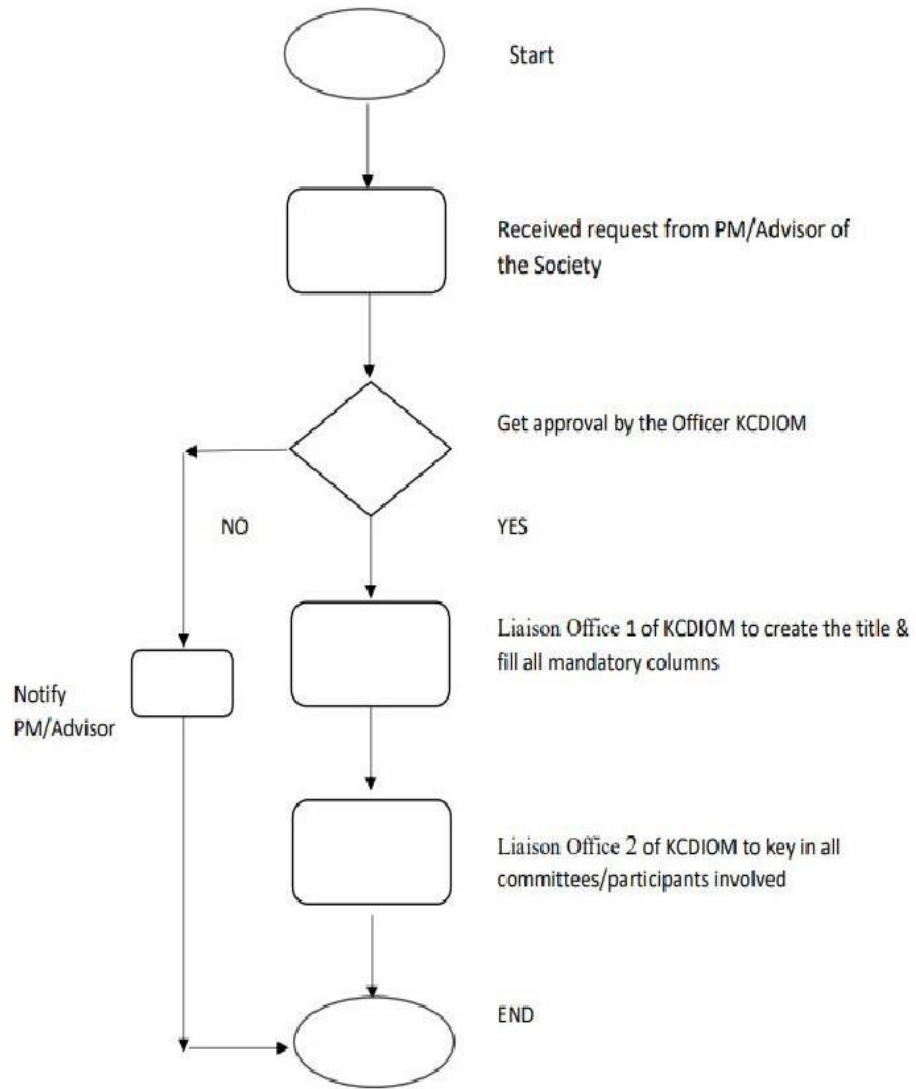 Start
Received request from PM/Advisor of
the Society
Get approval by the Officer KCDIOM
NO
YES
Liaison Office 1 of KCDIOM to create the title &
fill all mandatory columns
Notify
PM/Advisor
Liaison Office 2 of KCDIOM to key in all
committees/participants involved
END